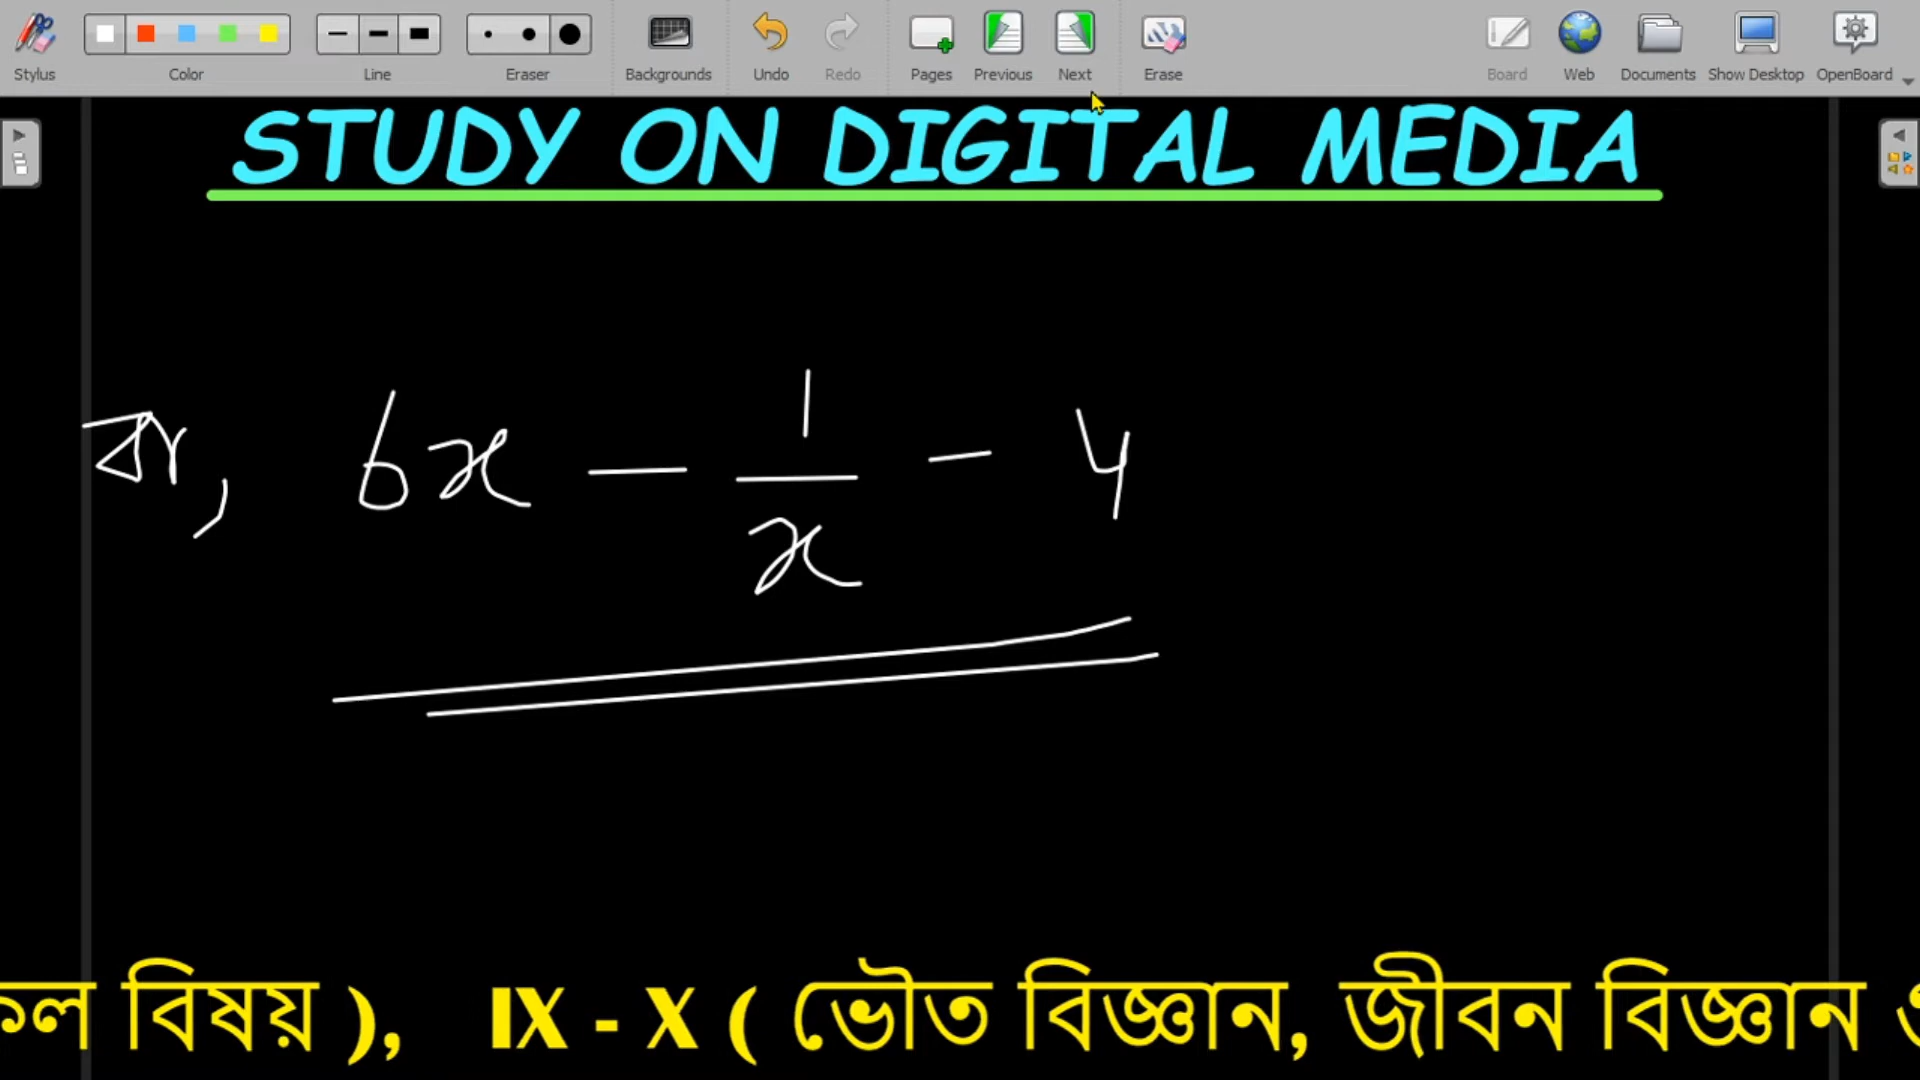 Stylus Color Line Eraser Backgrounds Undo Redo Pages Previous Next Erase Board Web Documents Show Desktop OpenBoard
STUDY ON DIGITAL MEDIA
বা, 6x - 1/x - 4
বিষয় ), IX - X ( ভৌত বিজ্ঞান, জীবন বিজ্ঞান